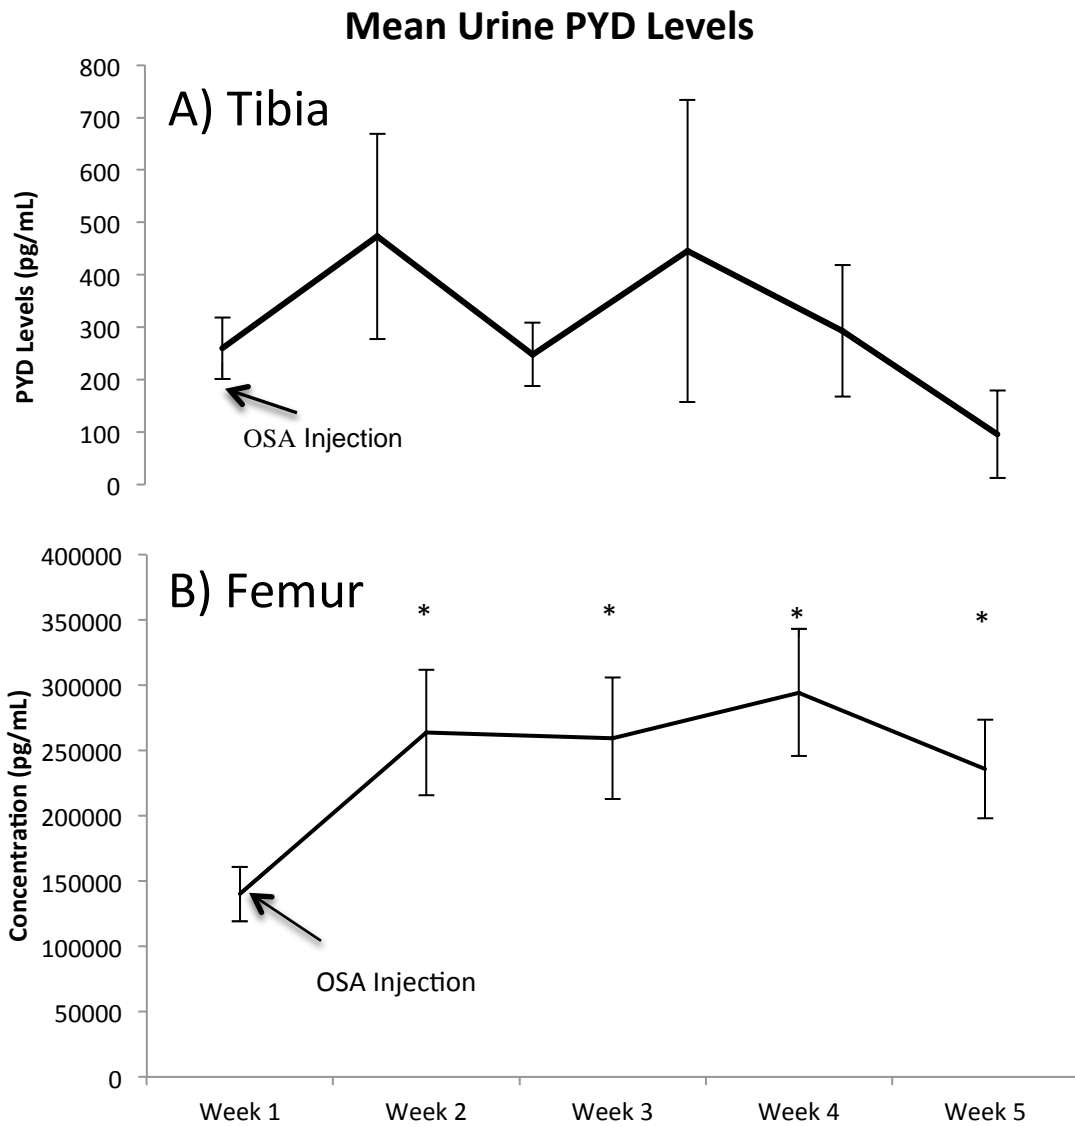 Mean Urine PYD Levels
A) Tibia
PYD Levels (pg/mL)
800
700
600
500
400
300
200
100
0
OSA Injection
B) Femur
Concentration (pg/mL)
400000
350000
300000
250000
200000
150000
100000
50000
0
* * * *
OSA Injection
Week 1 Week 2 Week 3 Week 4 Week 5